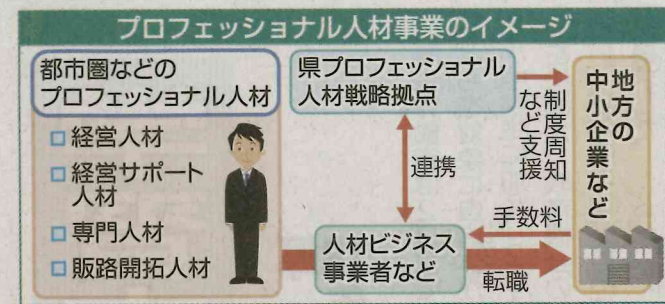 プロフェッショナル人材事業のイメージ
都市圏などの
プロフェッショナル人材
経営人材
経営サポート
人材
専門人材
販路開拓人材
県プロフェッショナル
人材戦略拠点
連携
人材ビジネス
事業者など
制度周知
など支援
手数料
転職
地方の
中小企業など